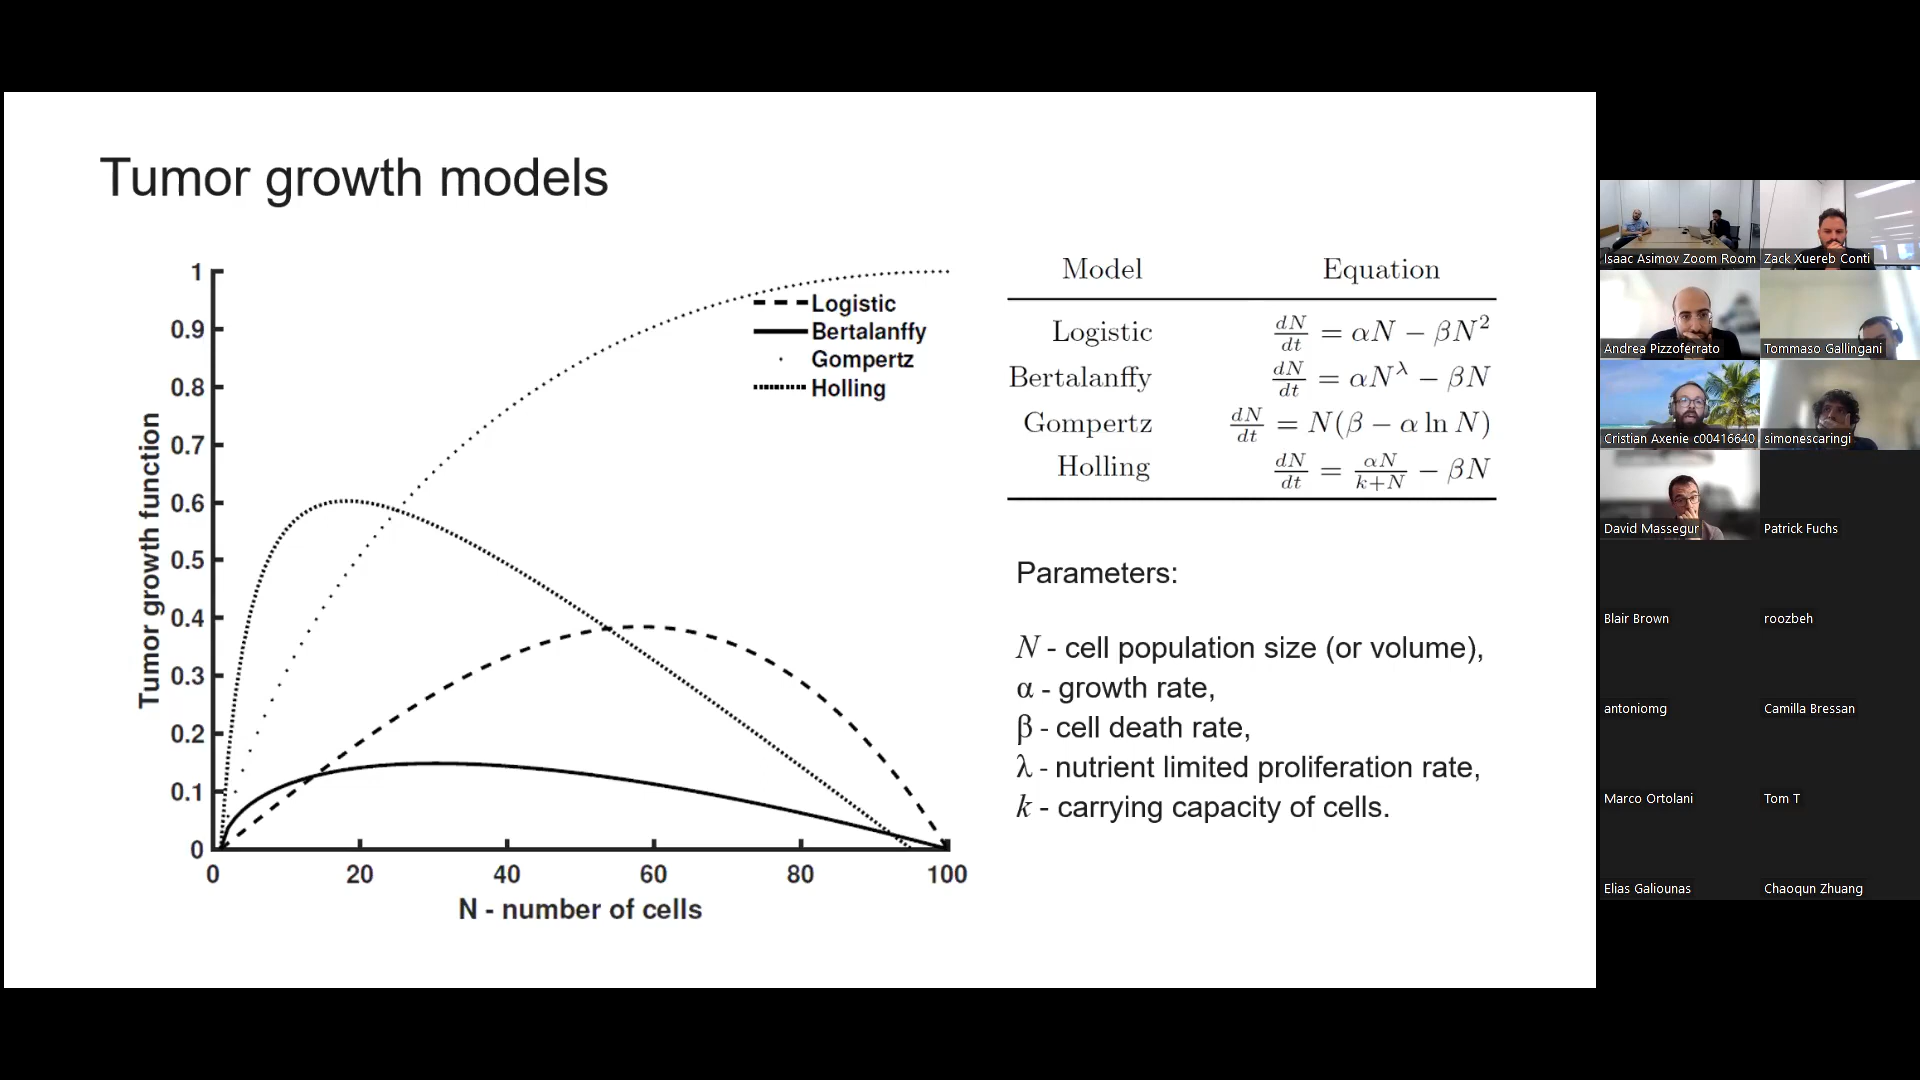 Tumor growth models
1
0.9
0.8
0.7
0.6
0.5
0.4
0.3
0.2
0.1
0
0 20 40 60 80 100
Tumor growth function
N - number of cells
Logistic
Bertalanffy
Gompertz
Holling
Model Equation
Logistic dN/dt = αN − βN²
Bertalanffy dN/dt = αN^λ − βN
Gompertz dN/dt = N(β − α ln N)
Holling dN/dt = αN/(k+N) − βN
Parameters:
N - cell population size (or volume),
α - growth rate,
β - cell death rate,
λ - nutrient limited proliferation rate,
k - carrying capacity of cells.
Isaac Asimov Zoom Room
Zack Xuereb Conti
Andrea Pizzoferrato
Tommaso Gallingani
Cristian Axenie c00416640
simonescaringi
David Massegur
Patrick Fuchs
Blair Brown
roozbeh
antoniomg
Camilla Bressan
Marco Ortolani
Tom T
Elias Galiounas
Chaoqun Zhuang